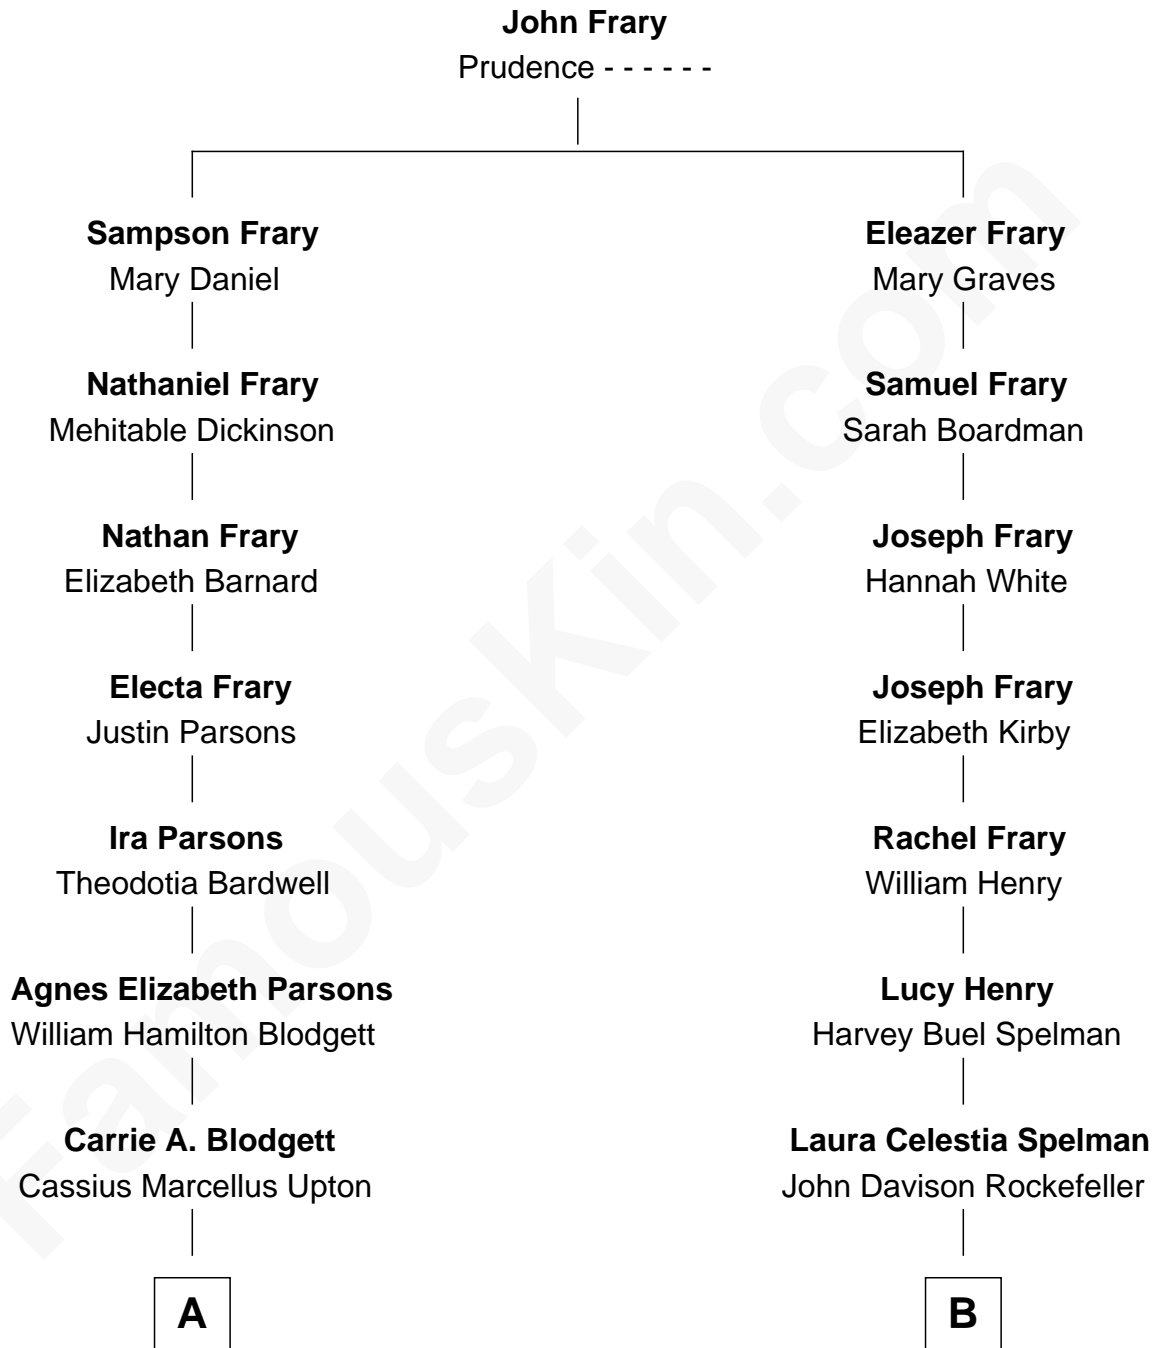 John Frary
Prudence - - - - - -
Sampson Frary
Mary Daniel
Eleazer Frary
Mary Graves
Nathaniel Frary
Mehitable Dickinson
Samuel Frary
Sarah Boardman
Nathan Frary
Elizabeth Barnard
Joseph Frary
Hannah White
Electa Frary
Justin Parsons
Joseph Frary
Elizabeth Kirby
Ira Parsons
Theodotia Bardwell
Rachel Frary
William Henry
Agnes Elizabeth Parsons
William Hamilton Blodgett
Lucy Henry
Harvey Buel Spelman
Carrie A. Blodgett
Cassius Marcellus Upton
Laura Celestia Spelman
John Davison Rockefeller
A
B
FamousKin.com